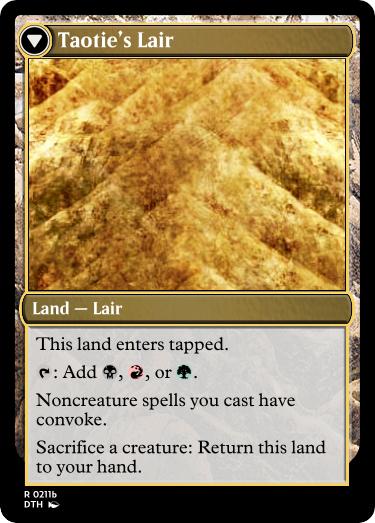 Taotie's Lair
Land — Lair
This land enters tapped.
: Add , , or .
Noncreature spells you cast have
convoke.
Sacrifice a creature: Return this land
to your hand.
R 0211b
DTH